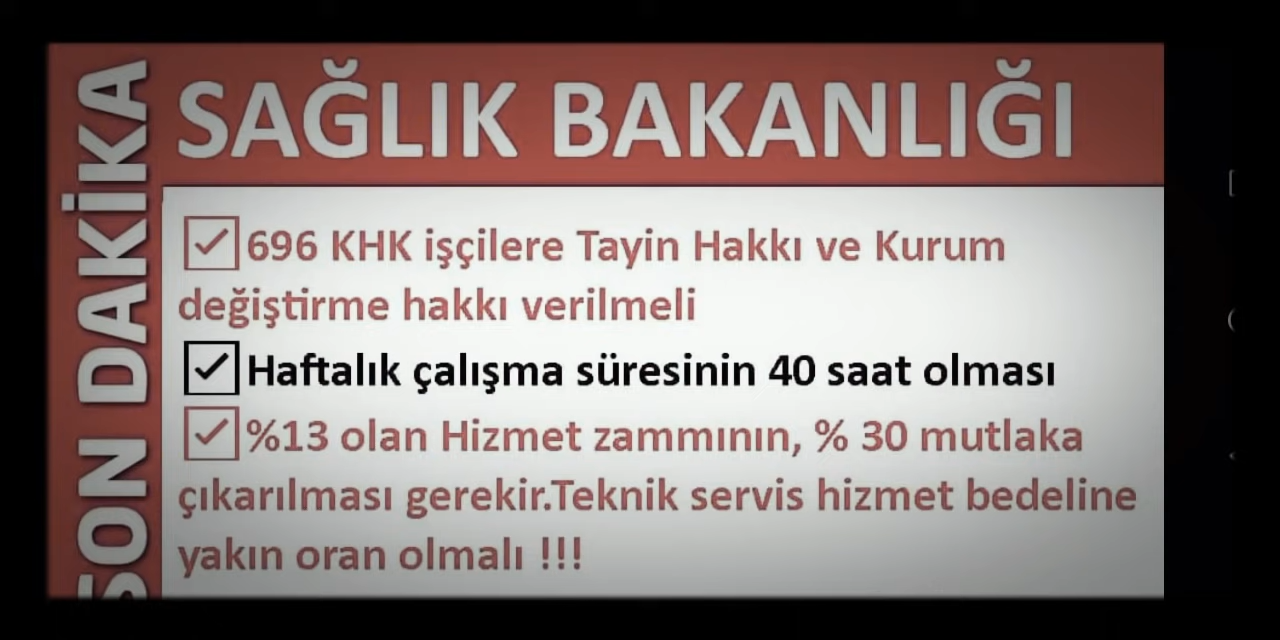 SON DAKİKA
SAĞLIK BAKANLIĞI
696 KHK işçilere Tayin Hakkı ve Kurum
değiştirme hakkı verilmeli
Haftalık çalışma süresinin 40 saat olması
%13 olan Hizmet zammının, % 30 mutlaka
çıkarılması gerekir.Teknik servis hizmet bedeline
yakın oran olmalı !!!